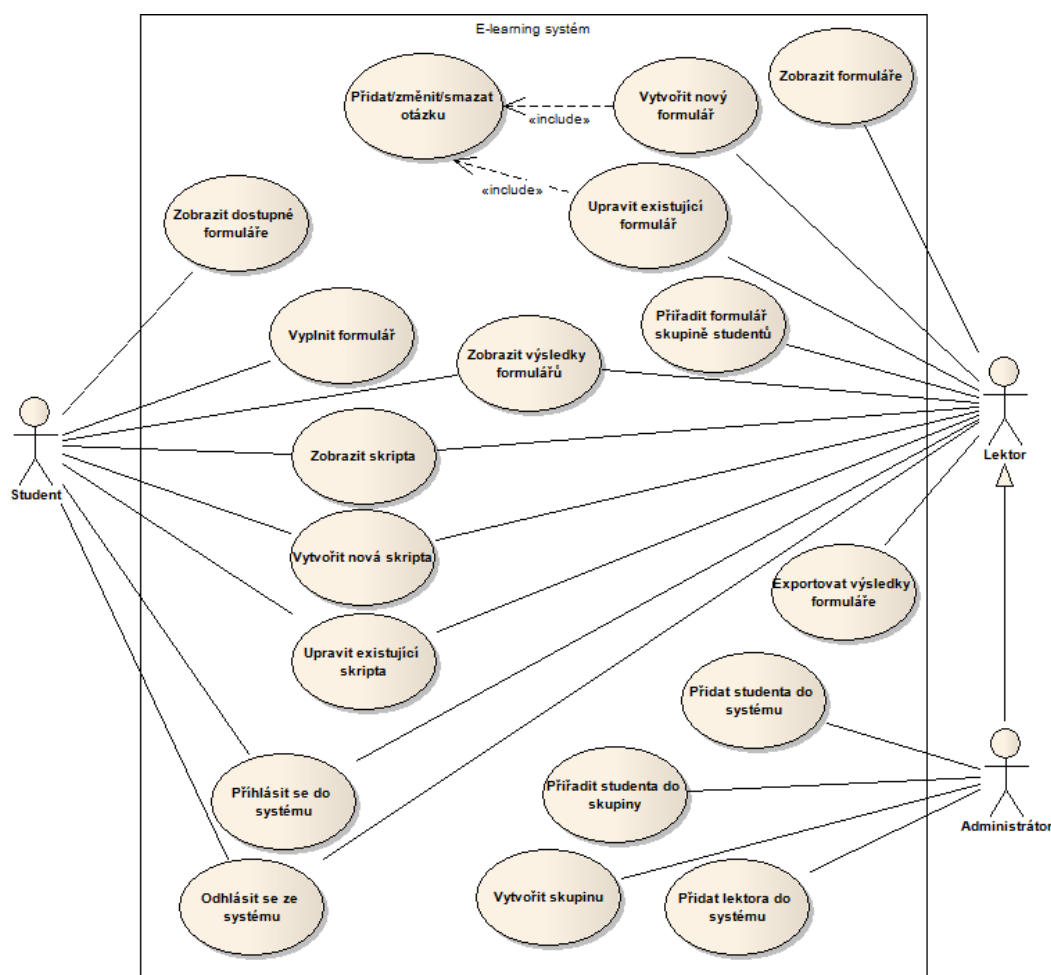 E-learning systém
Zobrazit formuláře
Přidat/změnit/smazat
otázku
«include»
Vytvořit nový
formulář
«include»
Upravit existující
formulář
Zobrazit dostupné
formuláře
Přiřadit formulář
skupině studentů
Vyplnit formulář
Zobrazit výsledky
formulářů
Student
Lektor
Zobrazit skripta
Vytvořit nová skripta
Exportovat výsledky
formuláře
Upravit existující
skripta
Přidat studenta do
systému
Přihlásit se do
systému
Přiřadit studenta do
skupiny
Administrátor
Odhlásit se ze
systému
Vytvořit skupinu
Přidat lektora do
systému